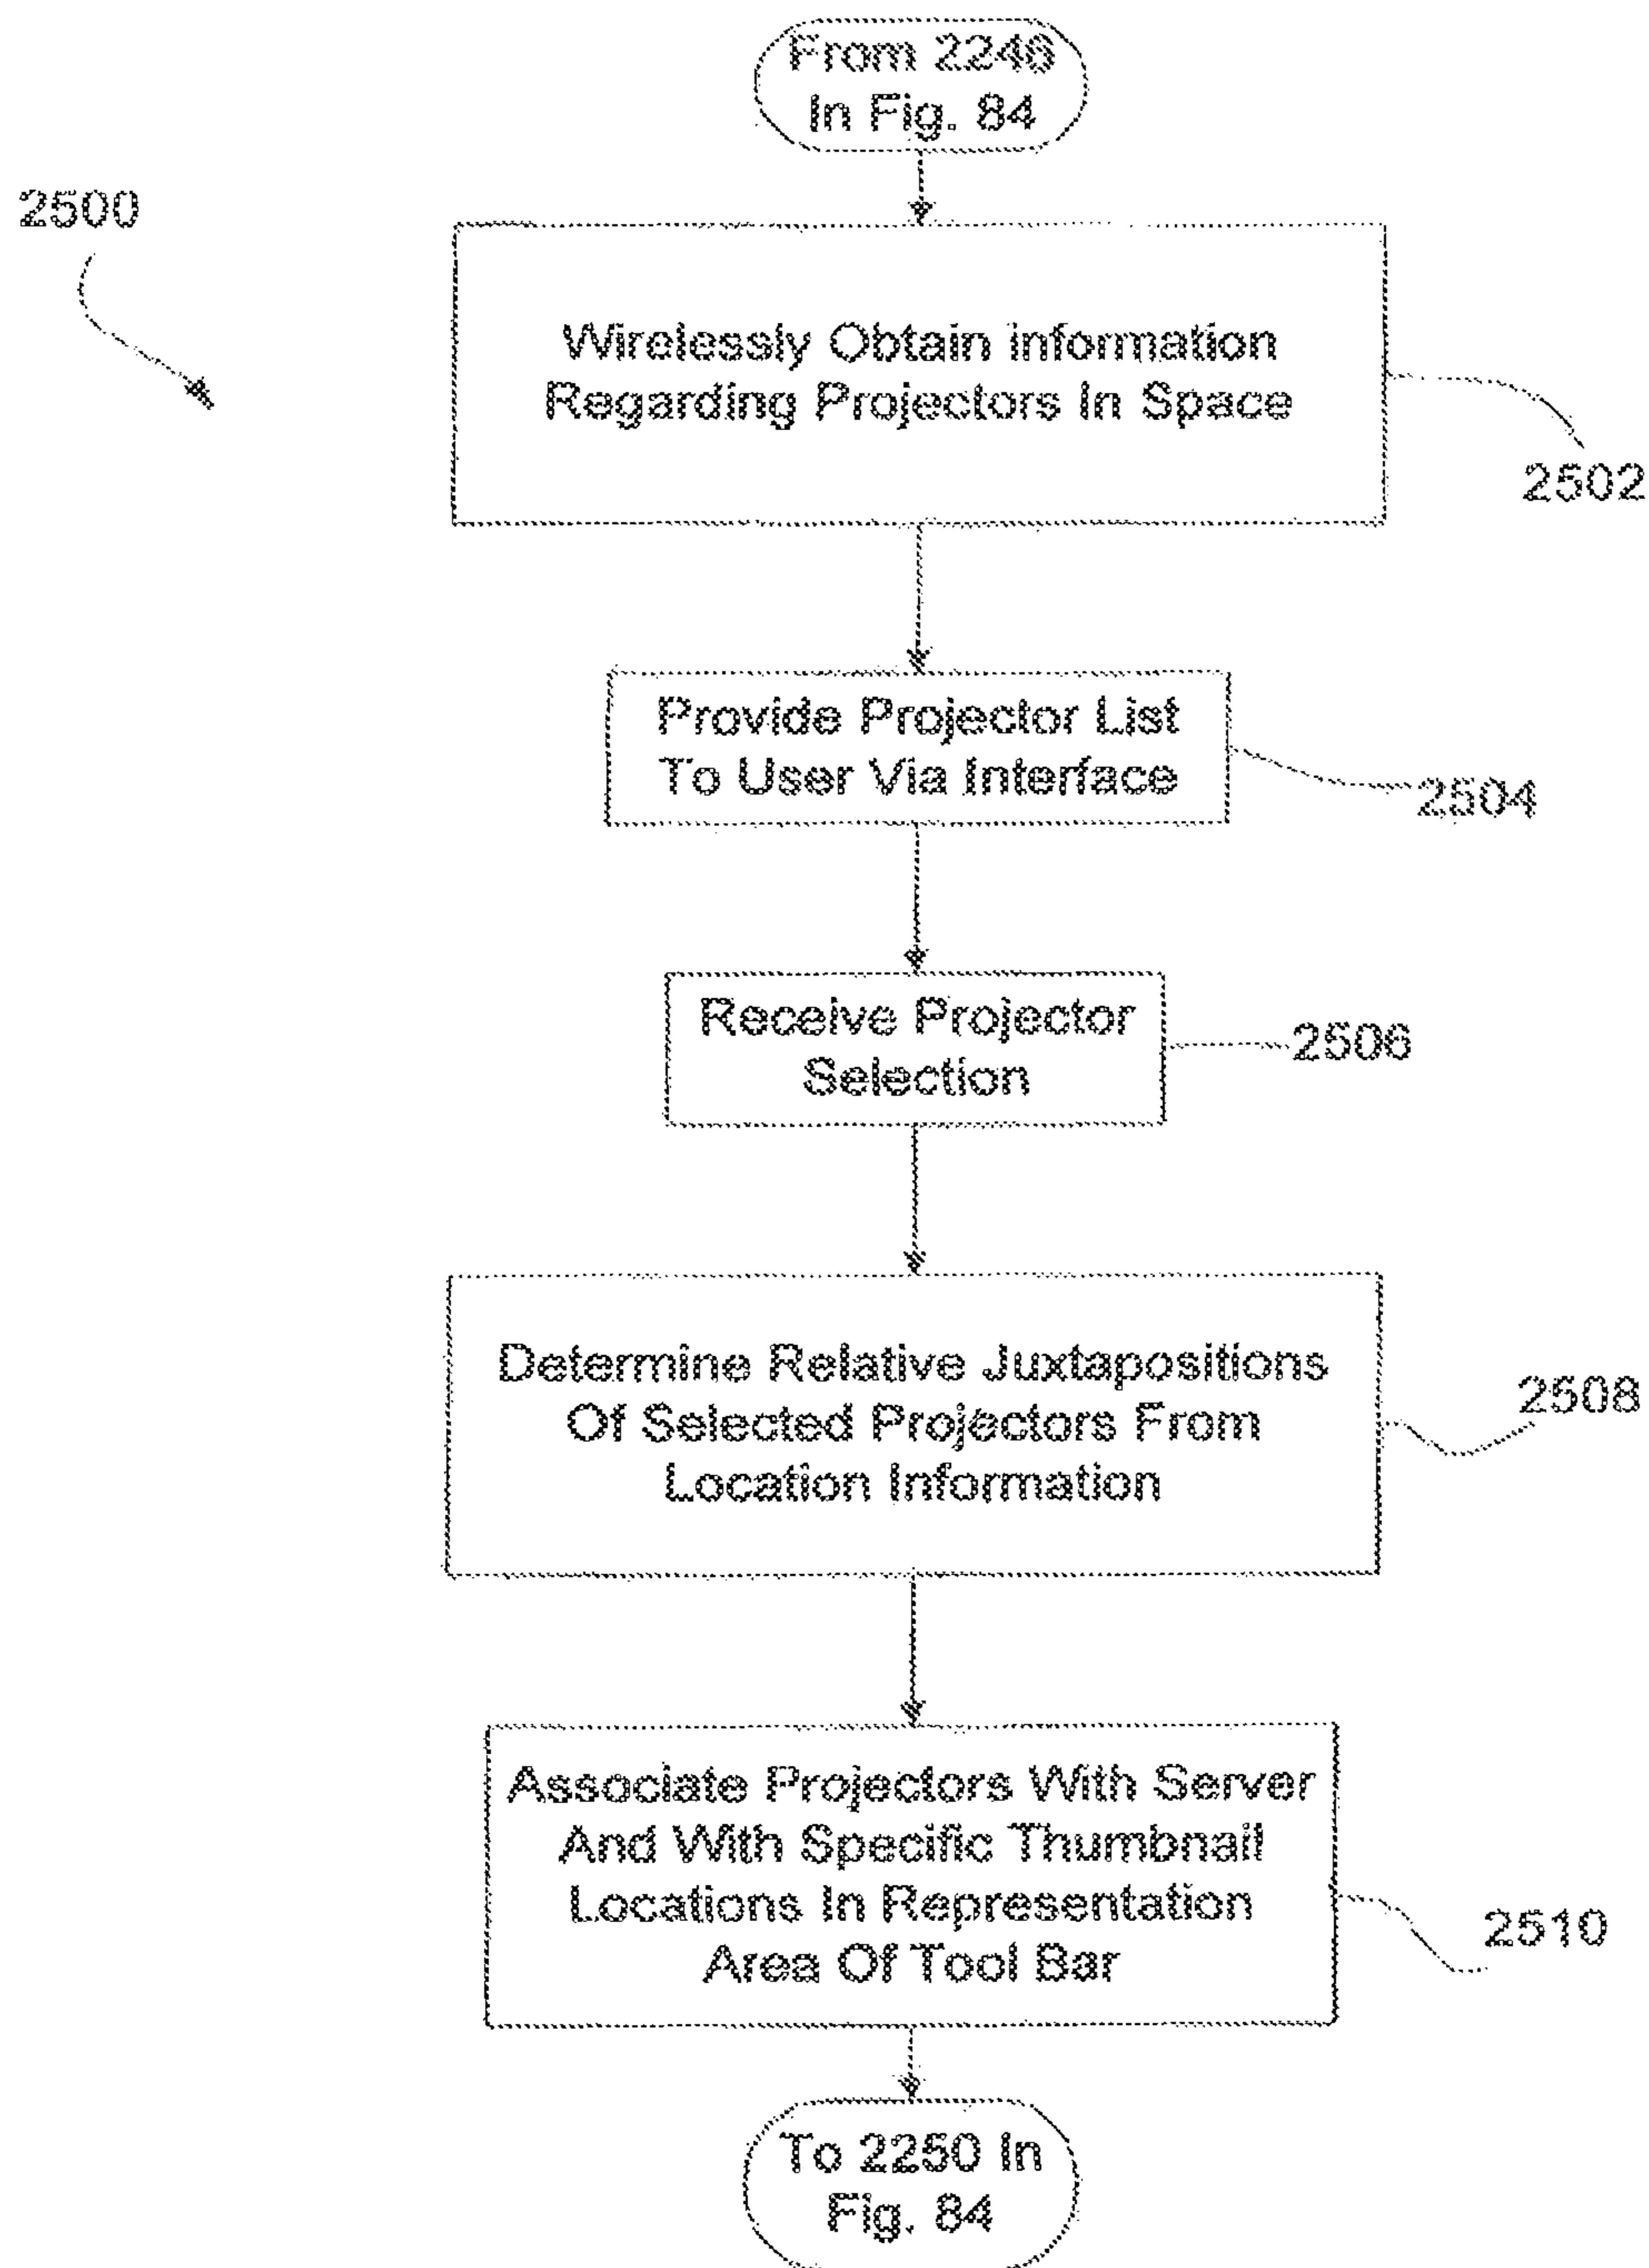 From 2246
In Fig. 84
2500
Wirelessly Obtain information
Regarding Projectors In Space
2502
Provide Projector List
To User Via Interface
2504
Receive Projector
Selection
2506
Determine Relative Juxtapositions
Of Selected Projectors From
Location Information
2508
Associate Projectors With Server
And With Specific Thumbnail
Locations In Representation
Area Of Tool Bar
2510
To 2250 In
Fig. 84